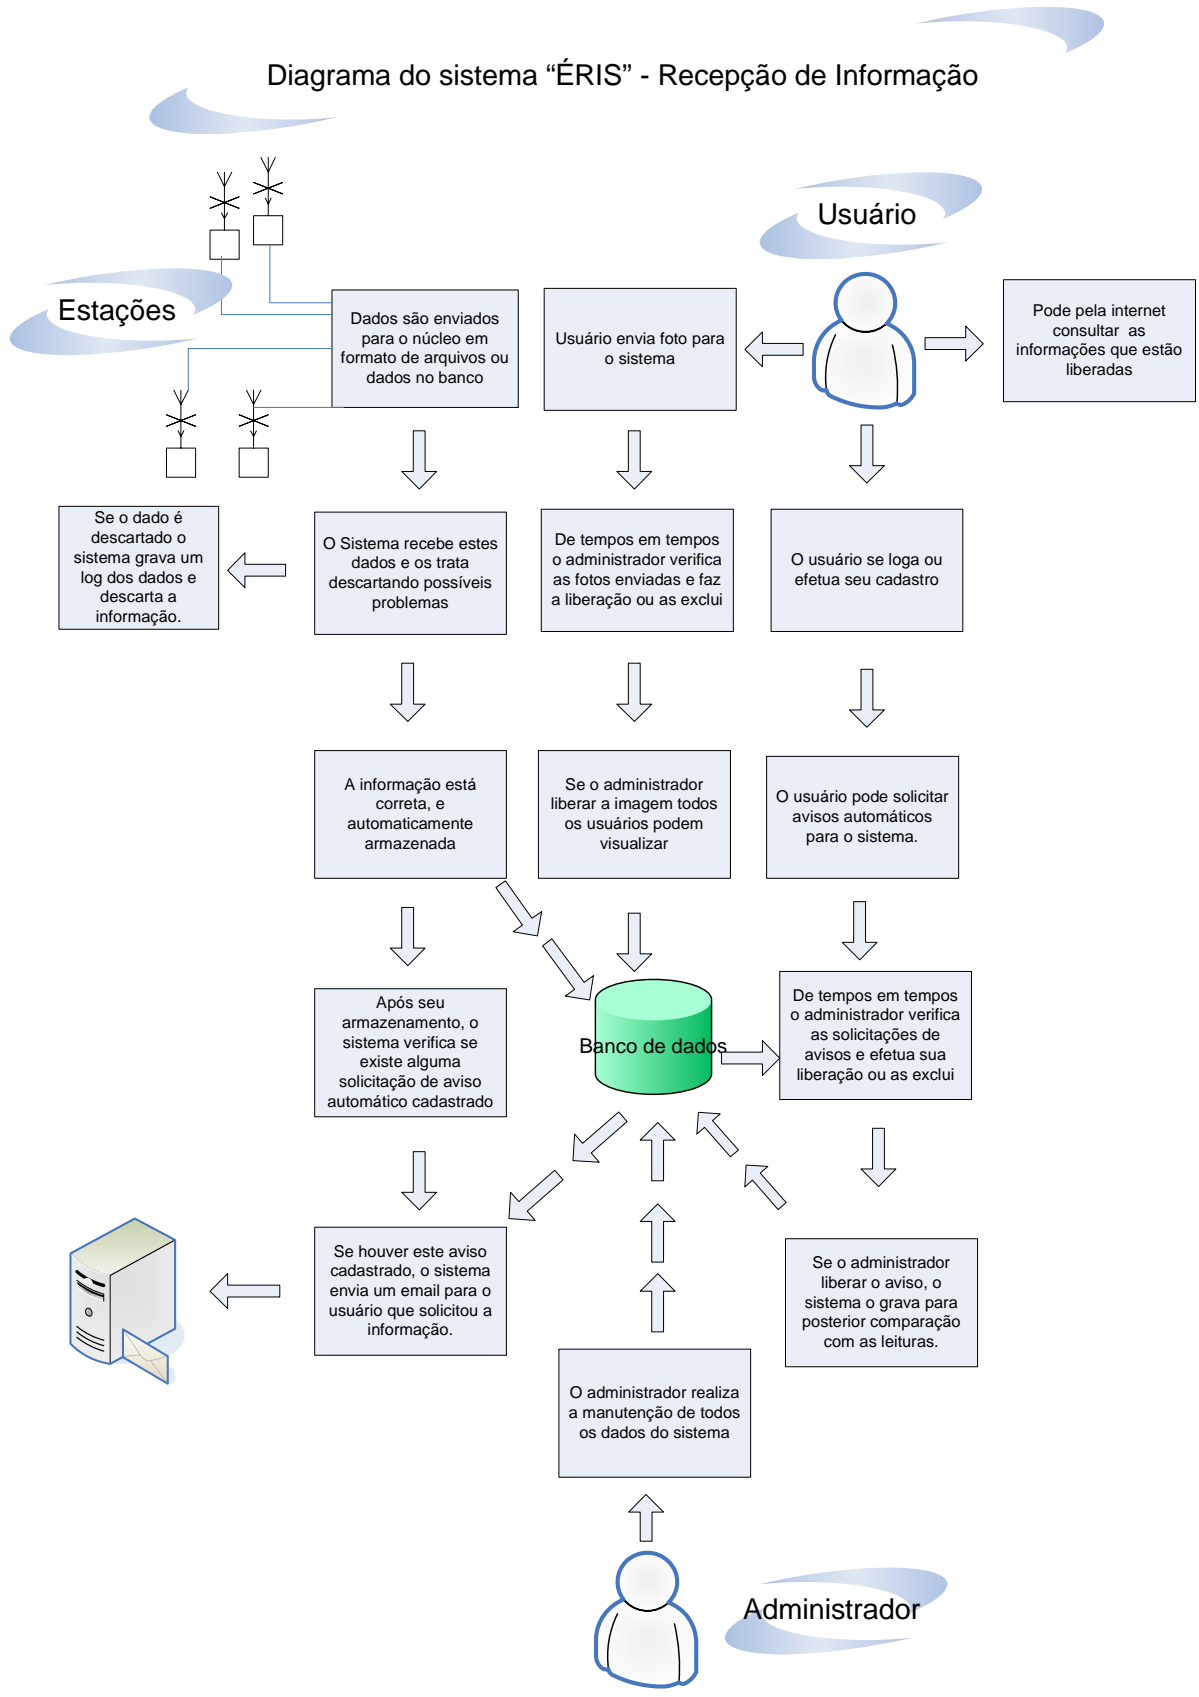 Diagrama do sistema “ÉRIS” - Recepção de Informação
Usuário
Estações
Dados são enviados
para o núcleo em
formato de arquivos ou
dados no banco
Usuário envia foto para
o sistema
Pode pela internet
consultar as
informações que estão
liberadas
Se o dado é
descartado o
sistema grava um
log dos dados e
descarta a
informação.
O Sistema recebe estes
dados e os trata
descartando possíveis
problemas
De tempos em tempos
o administrador verifica
as fotos enviadas e faz
a liberação ou as exclui
O usuário se loga ou
efetua seu cadastro
A informação está
correta, e
automaticamente
armazenada
Se o administrador
liberar a imagem todos
os usuários podem
visualizar
O usuário pode solicitar
avisos automáticos
para o sistema.
Após seu
armazenamento, o
sistema verifica se
existe alguma
solicitação de aviso
automático cadastrado
Banco de dados
De tempos em tempos
o administrador verifica
as solicitações de
avisos e efetua sua
liberação ou as exclui
Se houver este aviso
cadastrado, o sistema
envia um email para o
usuário que solicitou a
informação.
Se o administrador
liberar o aviso, o
sistema o grava para
posterior comparação
com as leituras.
O administrador realiza
a manutenção de todos
os dados do sistema
Administrador